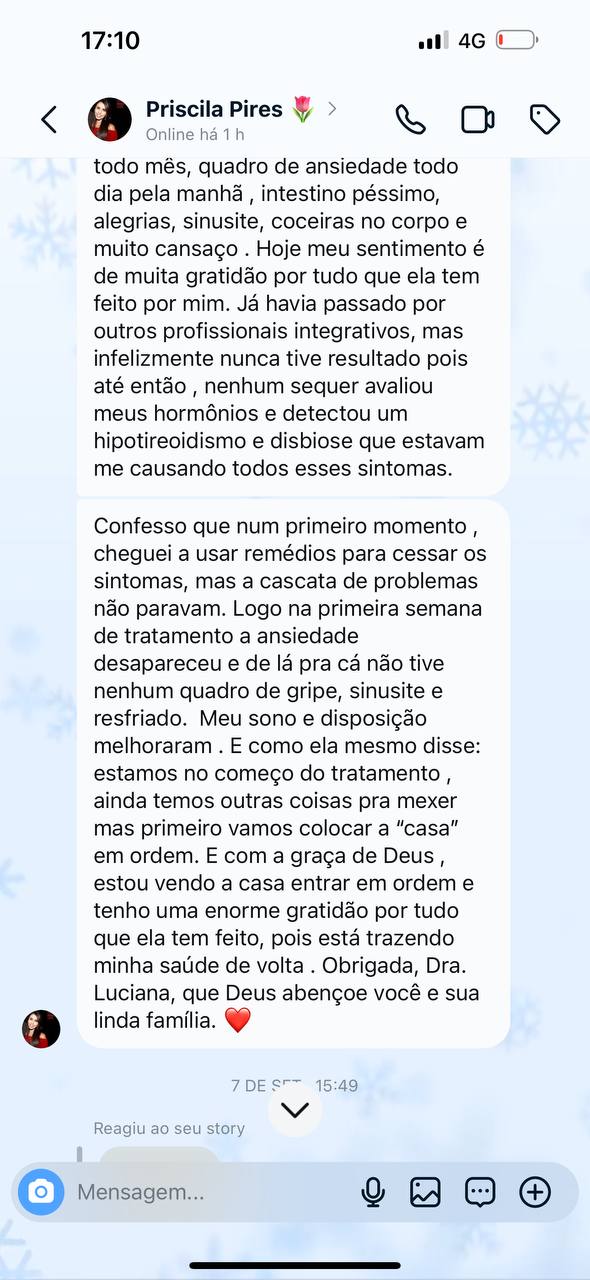 17:10
4G
Priscila Pires 🌷
Online há 1 h
todo mês, quadro de ansiedade todo
dia pela manhã , intestino péssimo,
alegrias, sinusite, coceiras no corpo e
muito cansaço . Hoje meu sentimento é
de muita gratidão por tudo que ela tem
feito por mim. Já havia passado por
outros profissionais integrativos, mas
infelizmente nunca tive resultado pois
até então , nenhum sequer avaliou
meus hormônios e detectou um
hipotireoidismo e disbiose que estavam
me causando todos esses sintomas.
Confesso que num primeiro momento ,
cheguei a usar remédios para cessar os
sintomas, mas a cascata de problemas
não paravam. Logo na primeira semana
de tratamento a ansiedade
desapareceu e de lá pra cá não tive
nenhum quadro de gripe, sinusite e
resfriado.  Meu sono e disposição
melhoraram . E como ela mesmo disse:
estamos no começo do tratamento ,
ainda temos outras coisas pra mexer
mas primeiro vamos colocar a “casa”
em ordem. E com a graça de Deus ,
estou vendo a casa entrar em ordem e
tenho uma enorme gratidão por tudo
que ela tem feito, pois está trazendo
minha saúde de volta . Obrigada, Dra.
Luciana, que Deus abençoe você e sua
linda família. ❤️
7 DE SET. 15:49
Reagiu ao seu story
Mensagem...